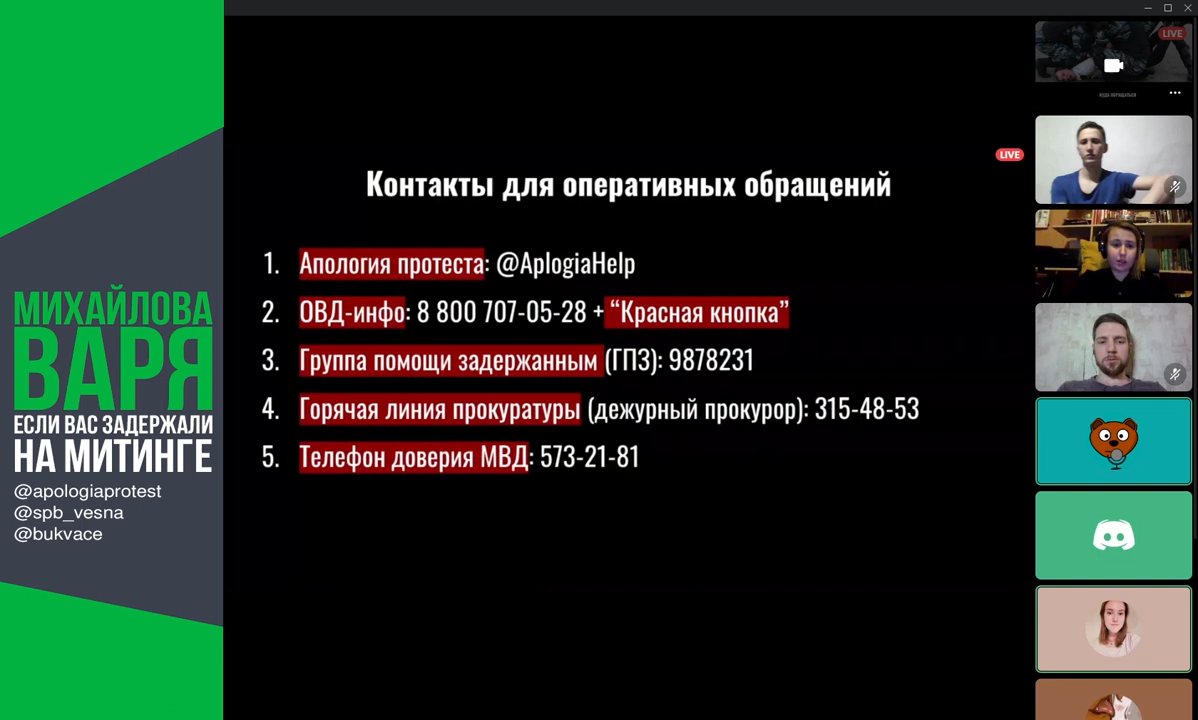 МИХАЙЛОВА
ВАРЯ
ЕСЛИ ВАС ЗАДЕРЖАЛИ
НА МИТИНГЕ
@apologiaprotest
@spb_vesna
@bukvace
Контакты для оперативных обращений
1. Апология протеста: @AplogiaHelp
2. ОВД-инфо: 8 800 707-05-28 + “Красная кнопка”
3. Группа помощи задержанным (ГПЗ): 9878231
4. Горячая линия прокуратуры (дежурный прокурор): 315-48-53
5. Телефон доверия МВД: 573-21-81
LIVE
LIVE